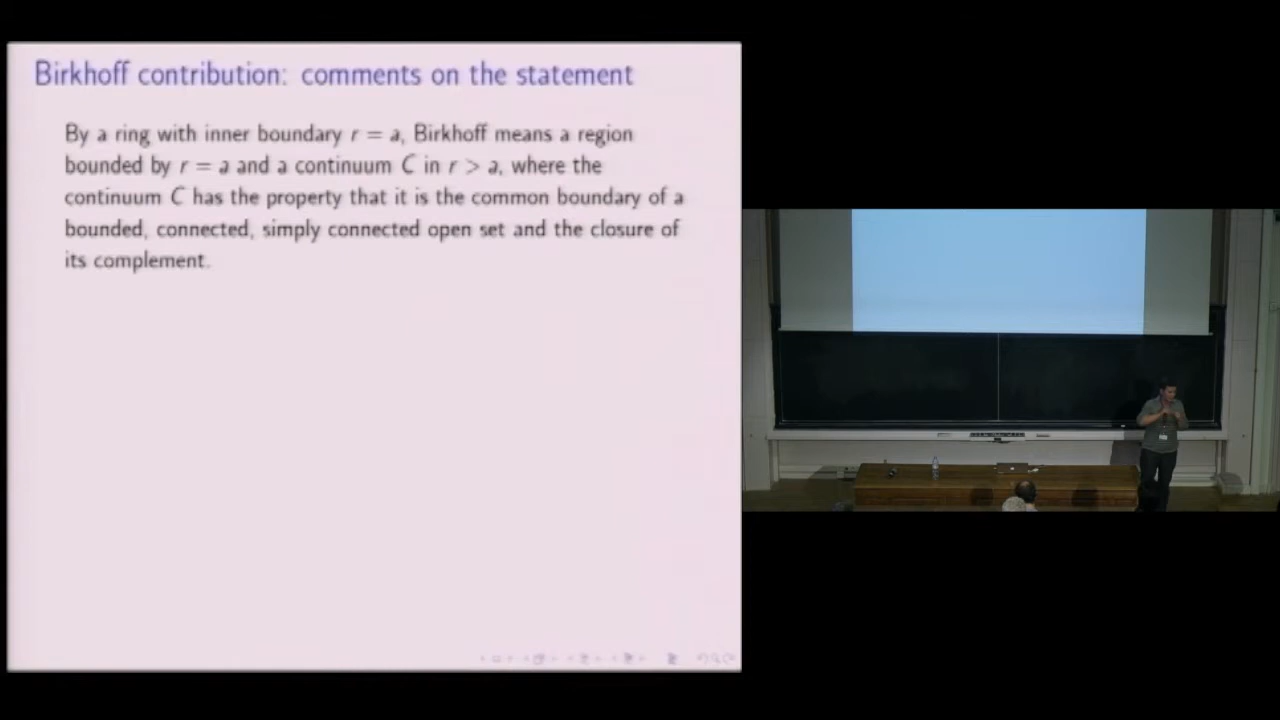 Birkhoff contribution: comments on the statement
By a ring with inner boundary r = a, Birkhoff means a region
bounded by r = a and a continuum C in r > a, where the
continuum C has the property that it is the common boundary of a
bounded, connected, simply connected open set and the closure of
its complement.